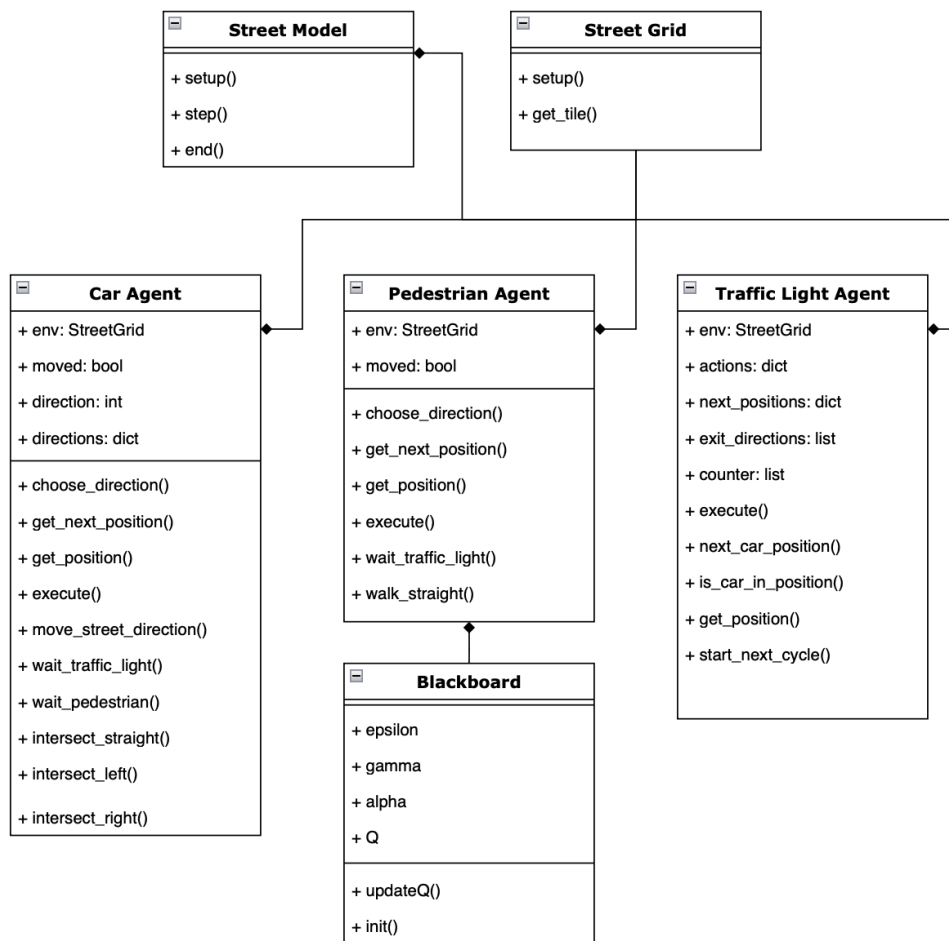 Street Model
+ setup()
+ step()
+ end()
Street Grid
+ setup()
+ get_tile()
Car Agent
+ env: StreetGrid
+ moved: bool
+ direction: int
+ directions: dict
+ choose_direction()
+ get_next_position()
+ get_position()
+ execute()
+ move_street_direction()
+ wait_traffic_light()
+ wait_pedestrian()
+ intersect_straight()
+ intersect_left()
+ intersect_right()
Pedestrian Agent
+ env: StreetGrid
+ moved: bool
+ choose_direction()
+ get_next_position()
+ get_position()
+ execute()
+ wait_traffic_light()
+ walk_straight()
Traffic Light Agent
+ env: StreetGrid
+ actions: dict
+ next_positions: dict
+ exit_directions: list
+ counter: list
+ execute()
+ next_car_position()
+ is_car_in_position()
+ get_position()
+ start_next_cycle()
Blackboard
+ epsilon
+ gamma
+ alpha
+ Q
+ updateQ()
+ init()